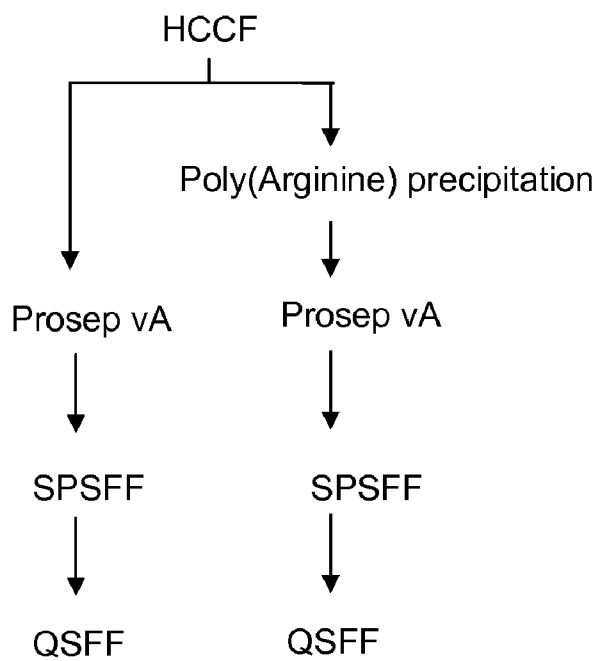 HCCF
Poly(Arginine) precipitation
Prosep vA
Prosep vA
SPSFF
SPSFF
QSFF
QSFF